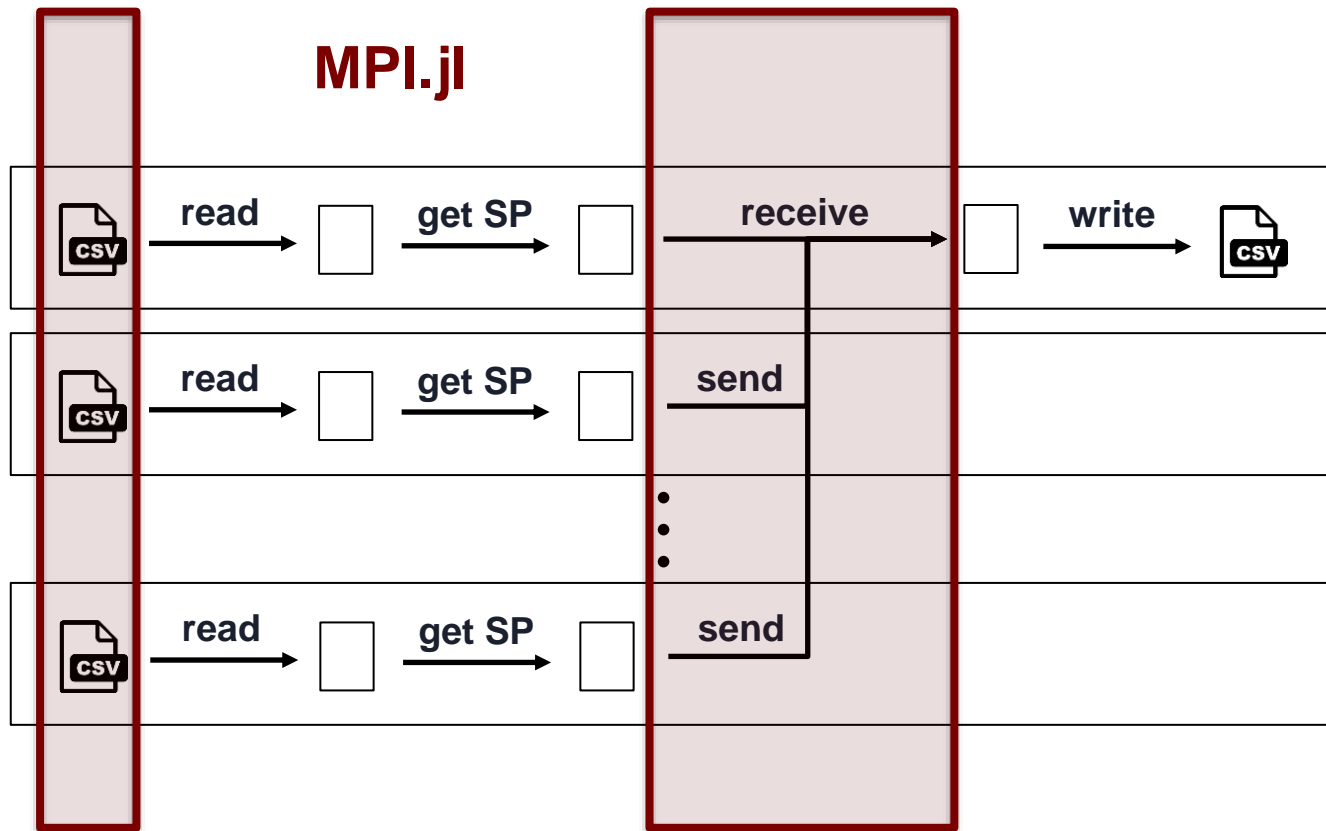 MPI.jl
read get SP receive write
CSV CSV
read get SP send
CSV
read get SP send
CSV